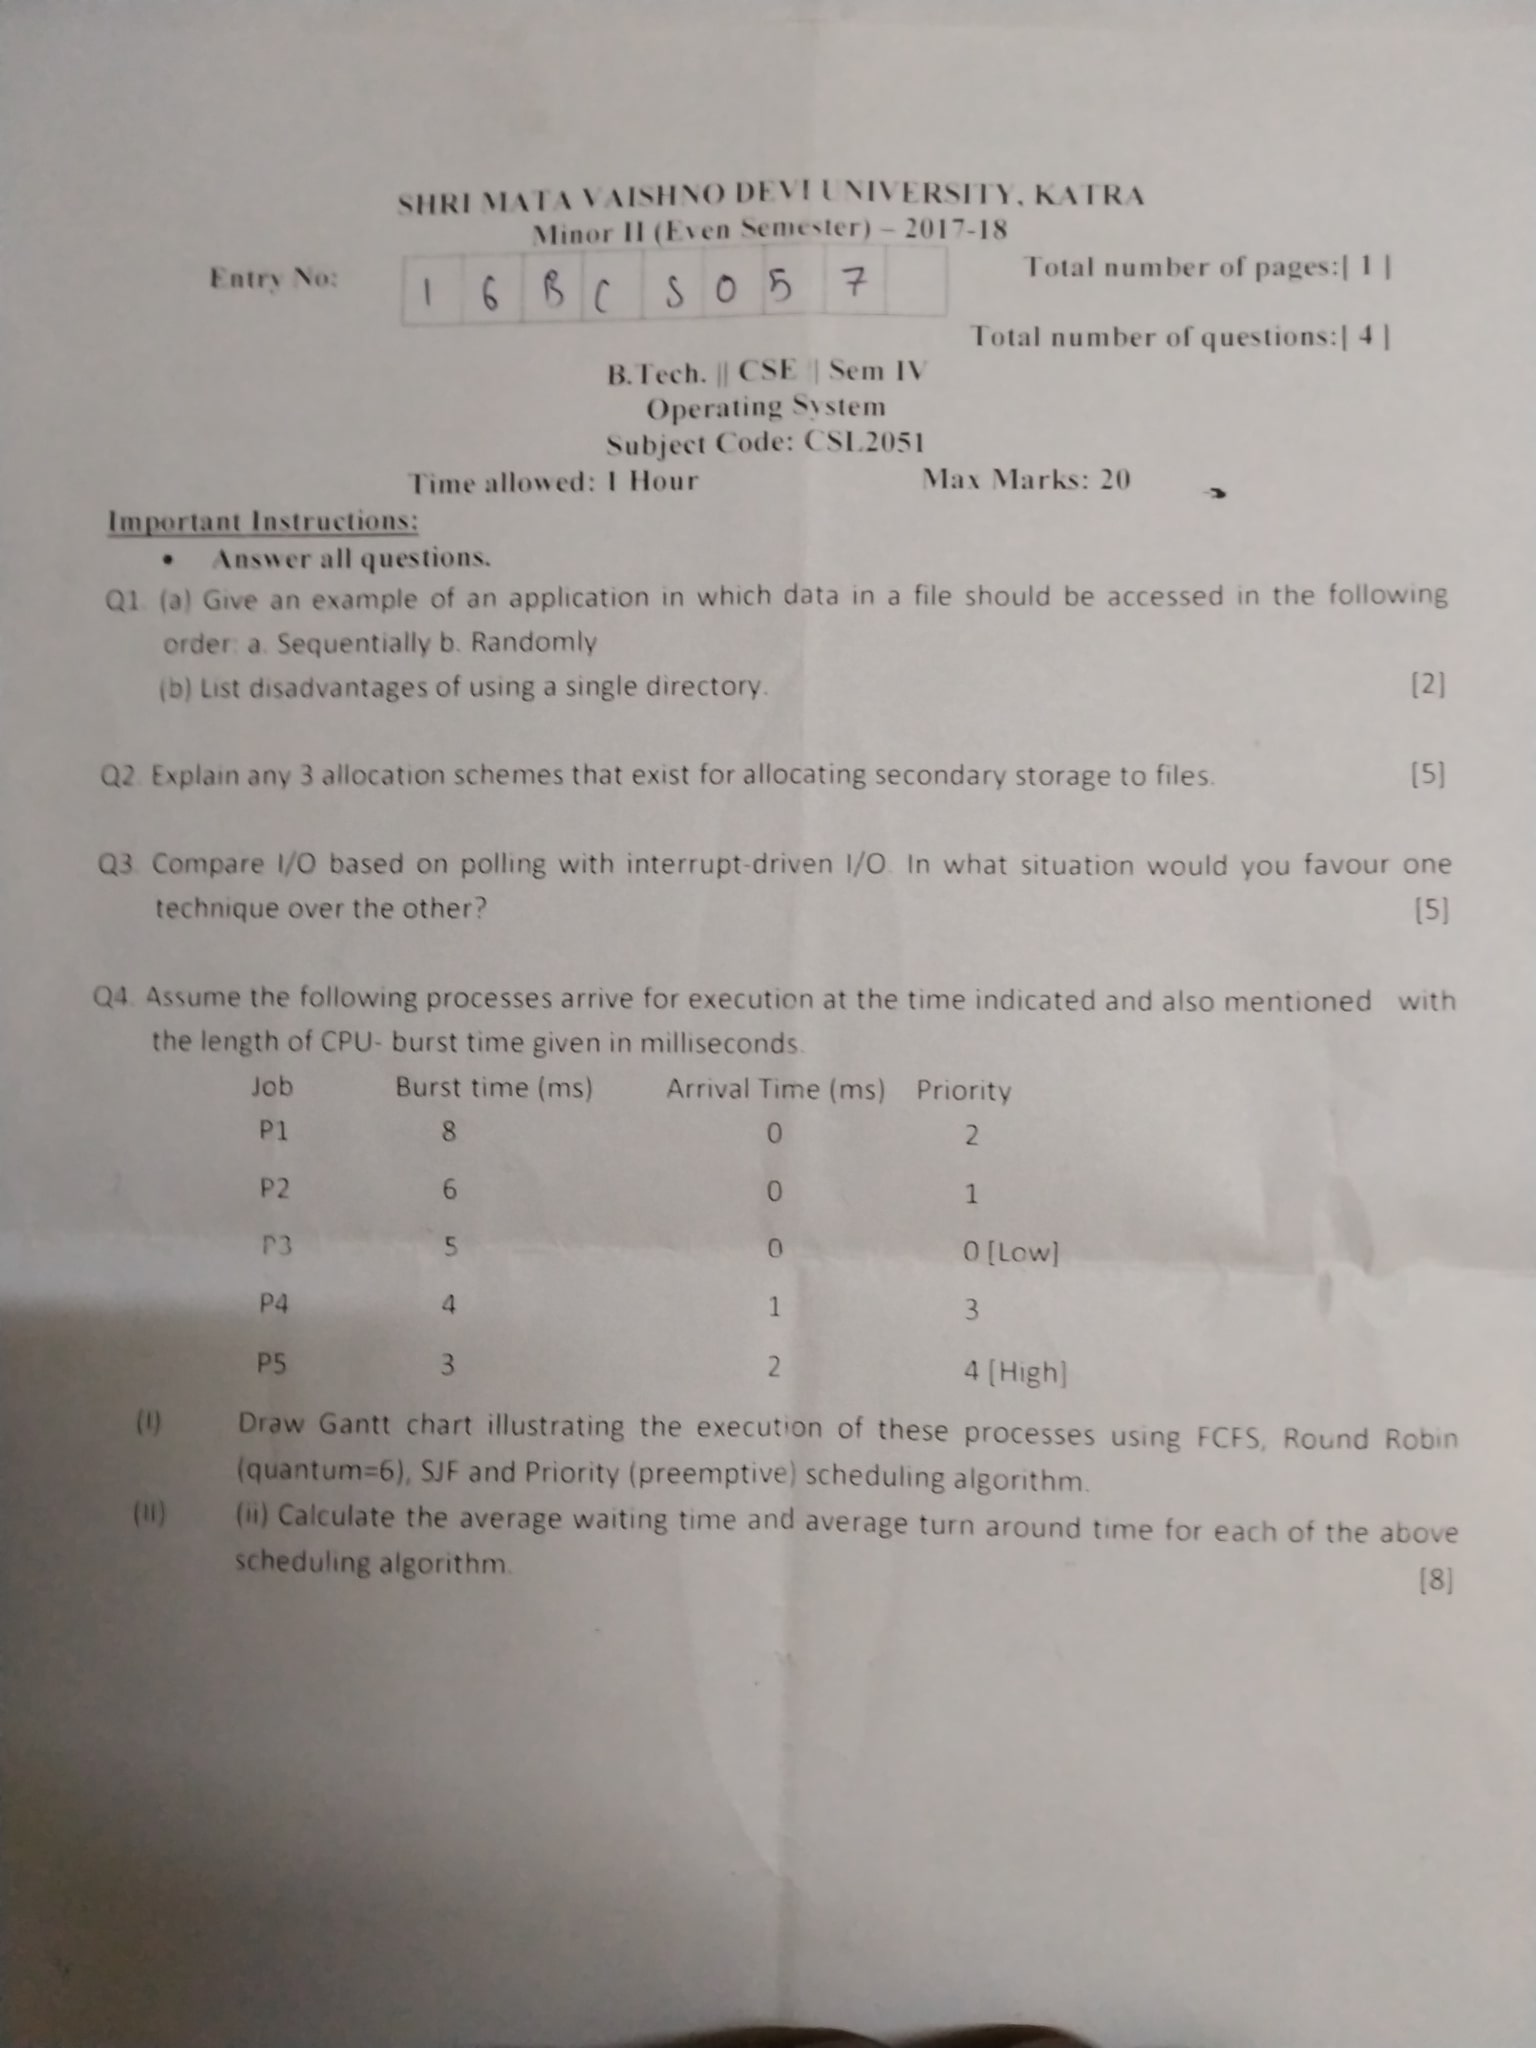 SHRI MATA VAISHNO DEVI UNIVERSITY, KATRA
Minor II (Even Semester) – 2017-18
Entry No: 1 6 B C S 0 5 7 Total number of pages:[ 1 ]
Total number of questions:[ 4 ]
B.Tech. || CSE || Sem IV
Operating System
Subject Code: CSL2051
Time allowed: 1 Hour Max Marks: 20
Important Instructions:
• Answer all questions.
Q1. (a) Give an example of an application in which data in a file should be accessed in the following
order: a. Sequentially b. Randomly
(b) List disadvantages of using a single directory. [2]
Q2. Explain any 3 allocation schemes that exist for allocating secondary storage to files. [5]
Q3. Compare I/O based on polling with interrupt-driven I/O. In what situation would you favour one
technique over the other? [5]
Q4. Assume the following processes arrive for execution at the time indicated and also mentioned with
the length of CPU- burst time given in milliseconds.
Job Burst time (ms) Arrival Time (ms) Priority
P1 8 0 2
P2 6 0 1
P3 5 0 0 [Low]
P4 4 1 3
P5 3 2 4 [High]
(I) Draw Gantt chart illustrating the execution of these processes using FCFS, Round Robin
(quantum=6), SJF and Priority (preemptive) scheduling algorithm.
(II) (ii) Calculate the average waiting time and average turn around time for each of the above
scheduling algorithm.
[8]